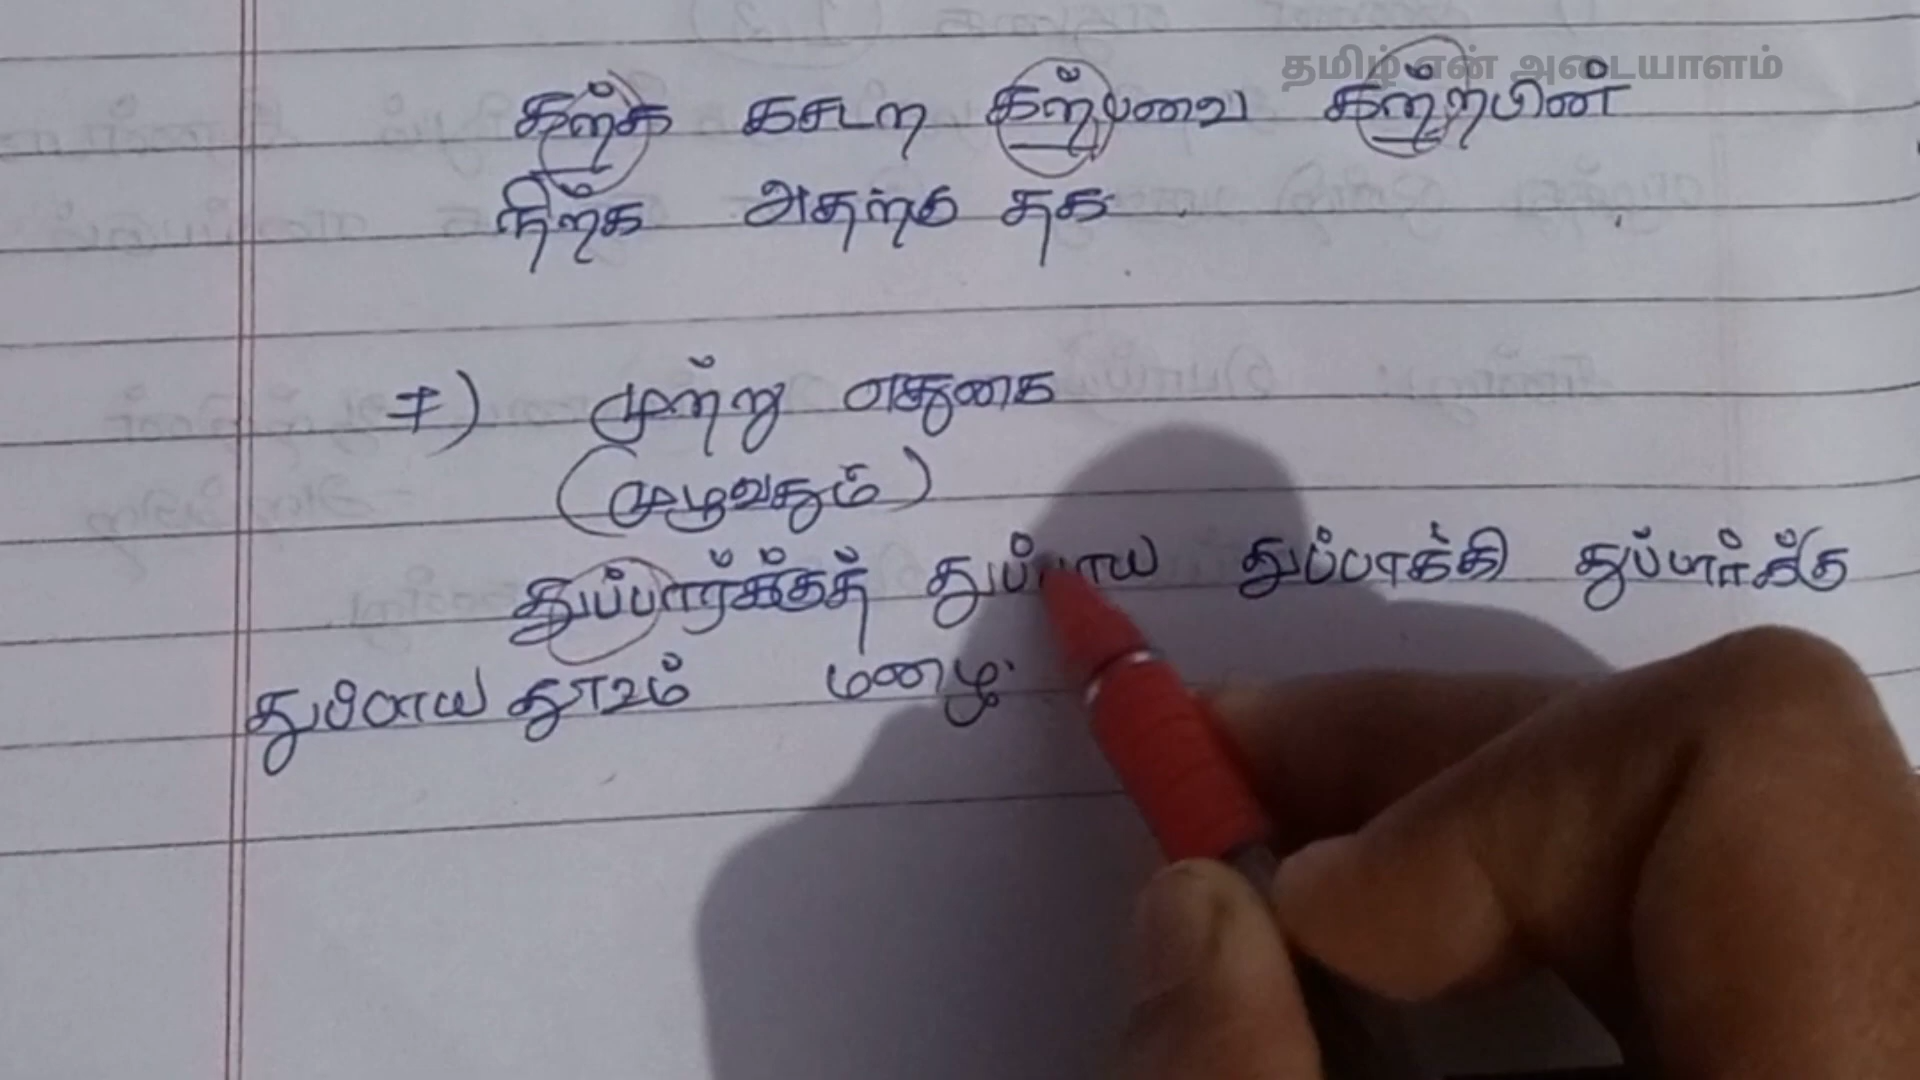 தமிழ் என் அடையாளம்
கற்க கசடற கற்பவை கற்றபின்
நிற்க அதற்கு தக
7) முற்று எதுகை
(முழுவதும்)
துப்பார்க்குத் துப்பாய துப்பாக்கி துப்பார்க்கு
துப்பாய தூஉம் மழை